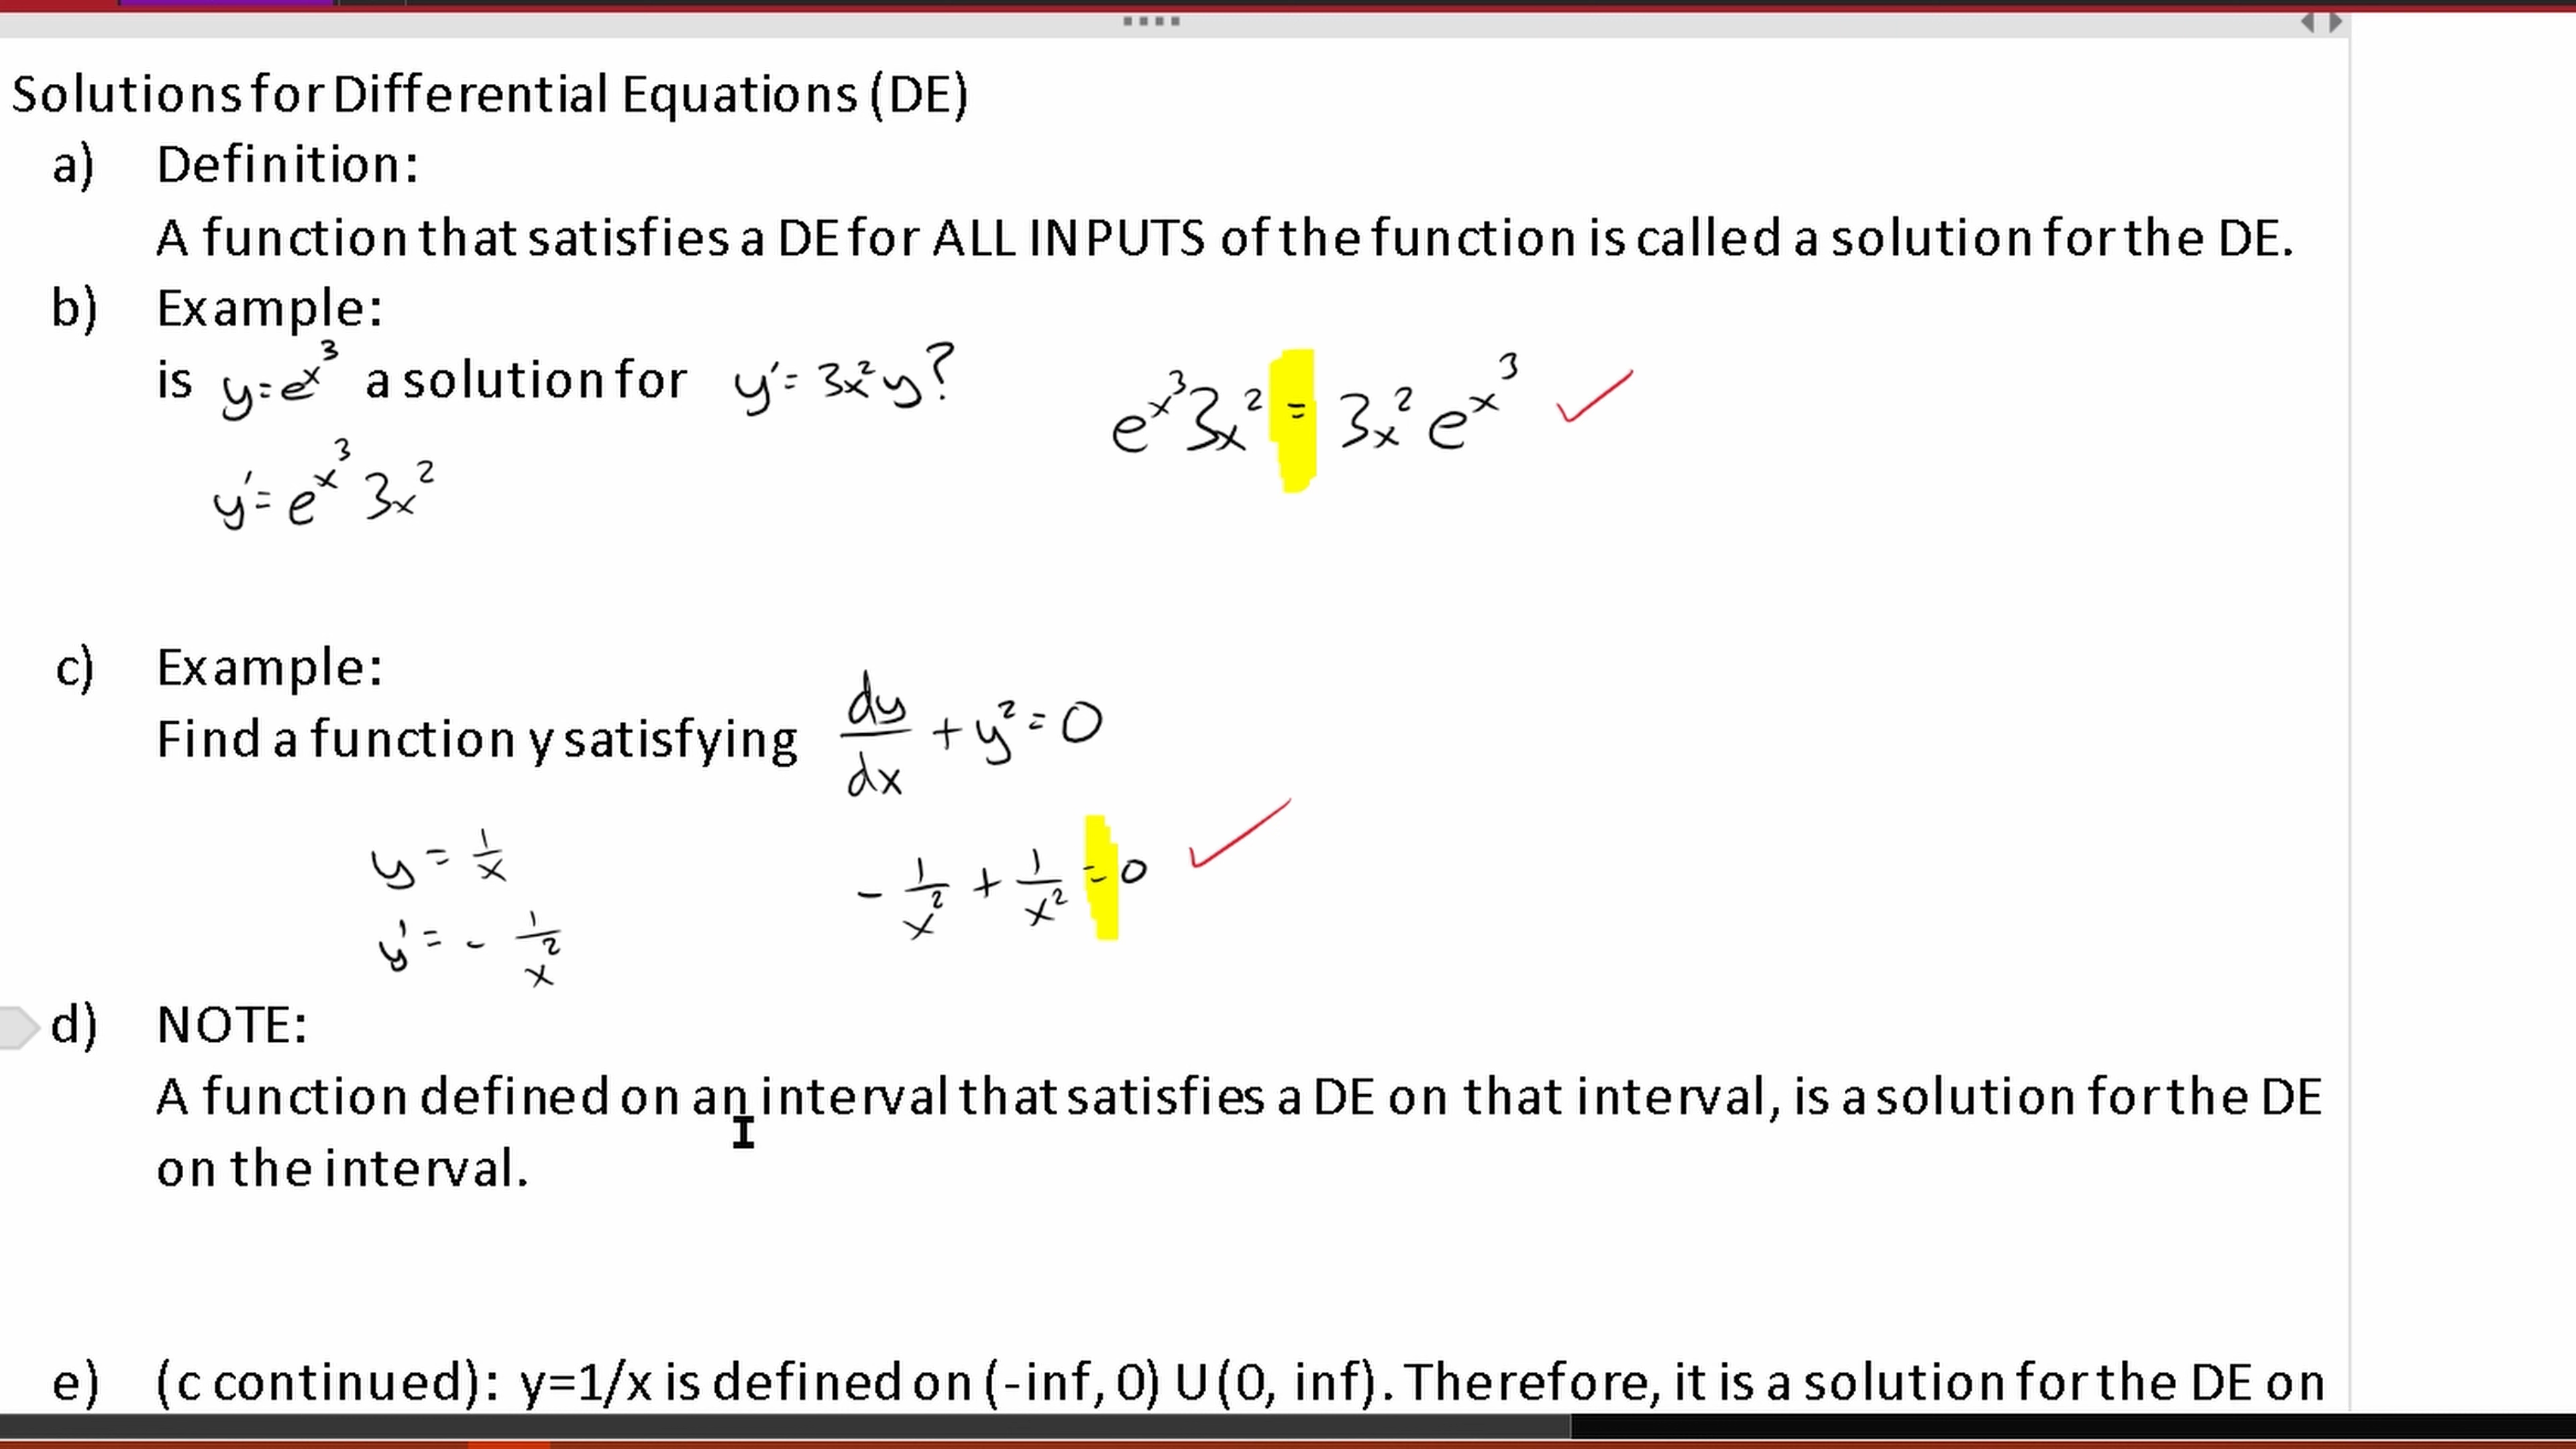 Solutions for Differential Equations (DE)
a) Definition:
A function that satisfies a DE for ALL INPUTS of the function is called a solution for the DE.
b) Example:
is y=e^x^3 a solution for y'=3x^2y?
e^x^3 3x^2 = 3x^2 e^x^3 ✓
y'= e^x^3 3x^2
c) Example:
Find a function y satisfying dy/dx + y^2 = 0
y = 1/x
-1/x^2 + 1/x^2 = 0 ✓
y' = - 1/x^2
d) NOTE:
A function defined on an interval that satisfies a DE on that interval, is a solution for the DE
on the interval.
e) (c continued): y=1/x is defined on (-inf, 0) U (0, inf). Therefore, it is a solution for the DE on